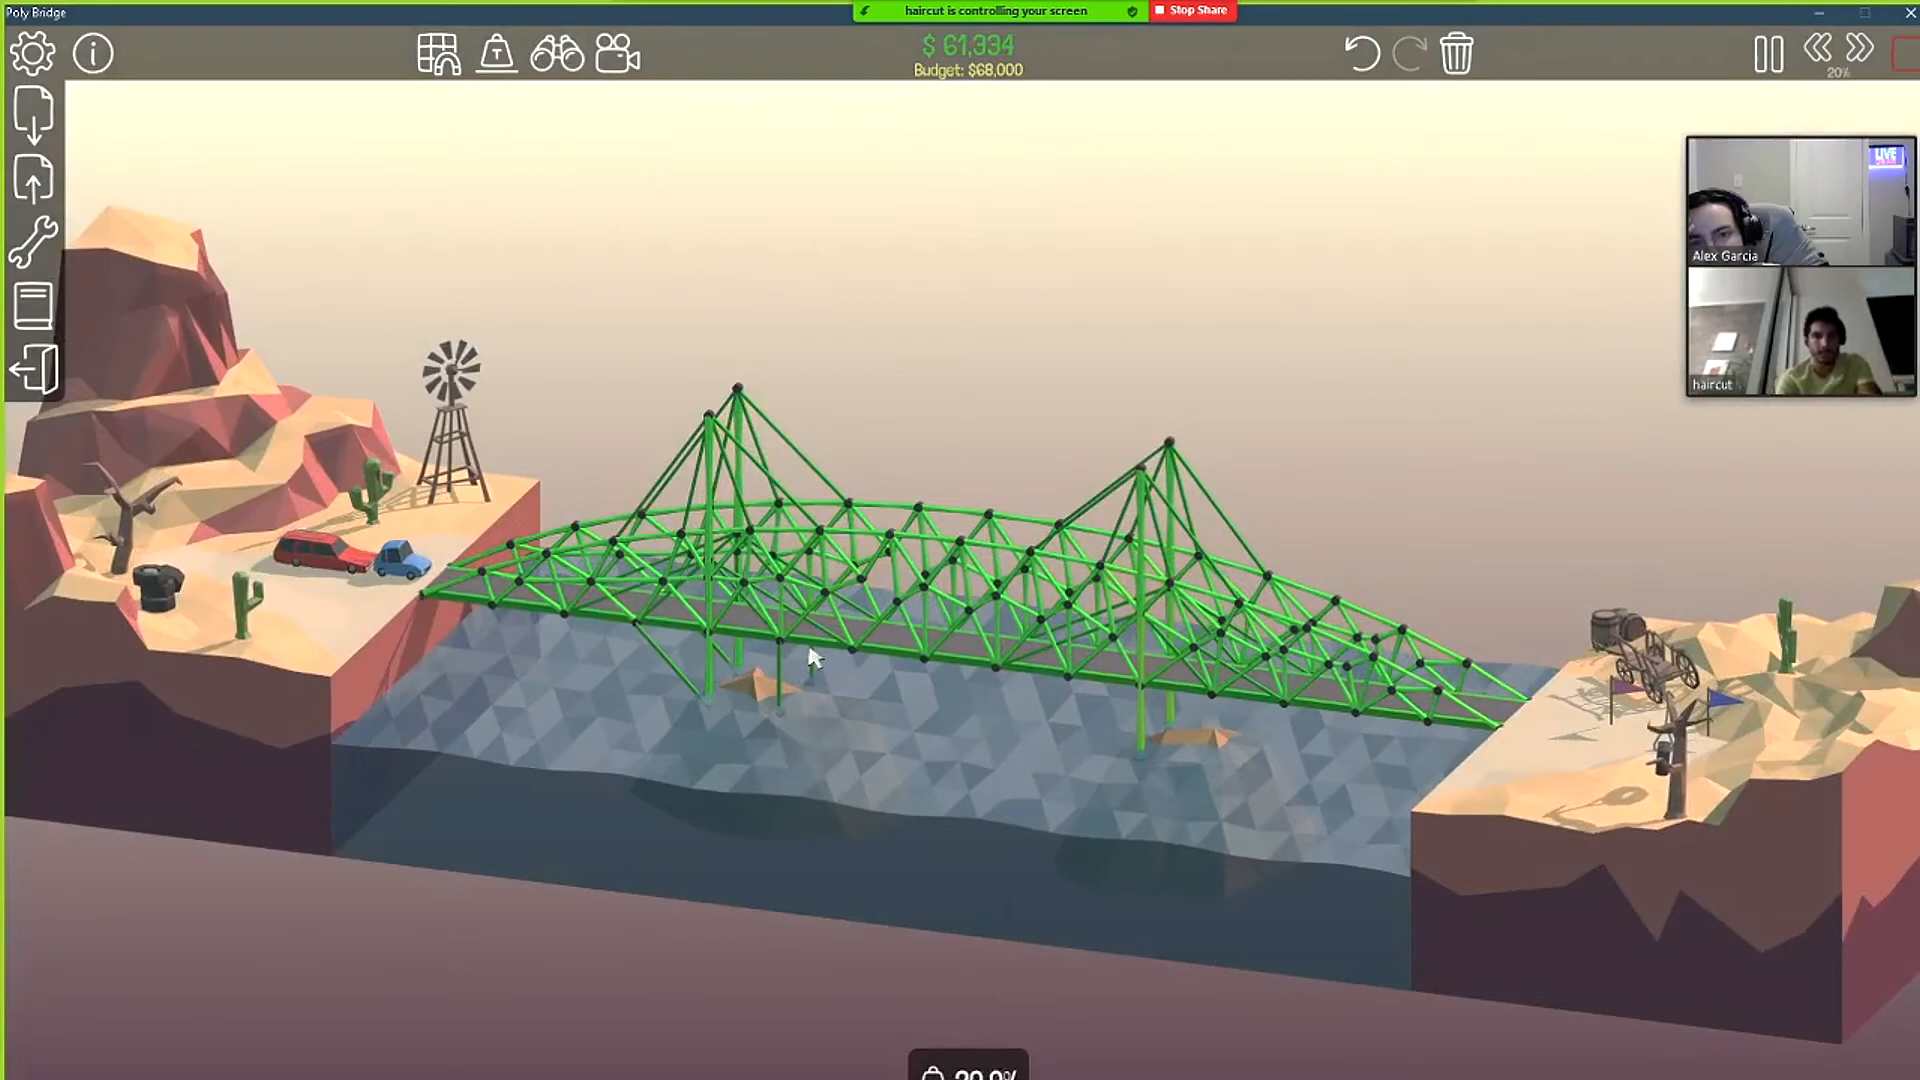 Poly Bridge
haircut is controlling your screen
Stop Share
$ 61,334
Budget: $68,000
20%
LIVE
Alex Garcia
haircut